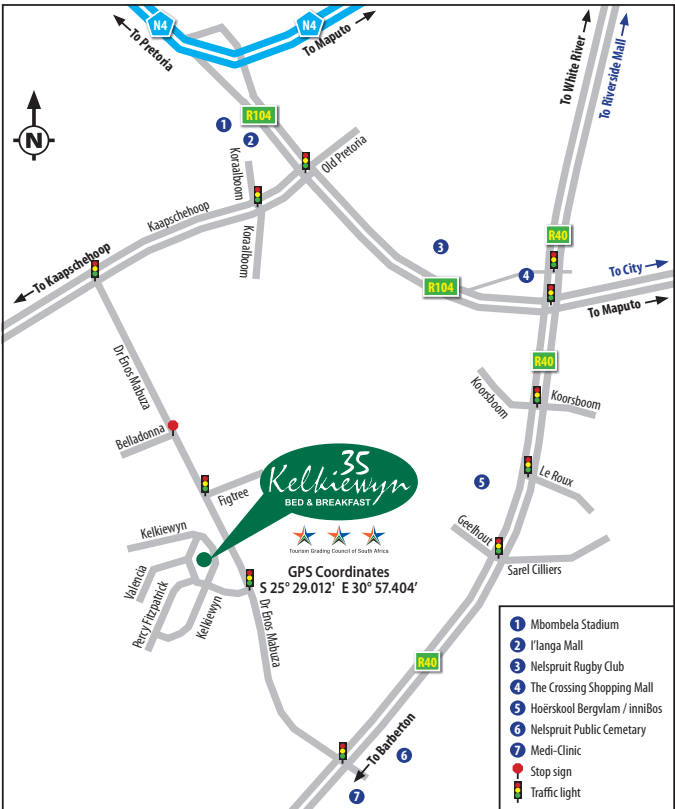 N4
N4
To Pretoria
To Maputo
To White River
To Riverside Mall
R104
1
2
N
Old Pretoria
Koraalboom
Kaapschehoop
Koraalboom
3
R40
To Kaapschehoop
4
To City
R104
To Maputo
Dr Enos Mabuza
R40
Koorsboom
Koorsboom
Belladonna
35
Kelkiewyn
BED & BREAKFAST
Figtree
5
Le Roux
Kelkiewyn
Geelhout
Tourism Grading Council of South Africa
Sarel Cilliers
GPS Coordinates
S 25° 29.012' E 30° 57.404'
Valencia
Percy Fitzpatrick
Kelkiewyn
Dr Enos Mabuza
R40
To Barberton
6
7
1 Mbombela Stadium
2 I'langa Mall
3 Nelspruit Rugby Club
4 The Crossing Shopping Mall
5 Hoërskool Bergvlam / inniBos
6 Nelspruit Public Cemetary
7 Medi-Clinic
Stop sign
Traffic light